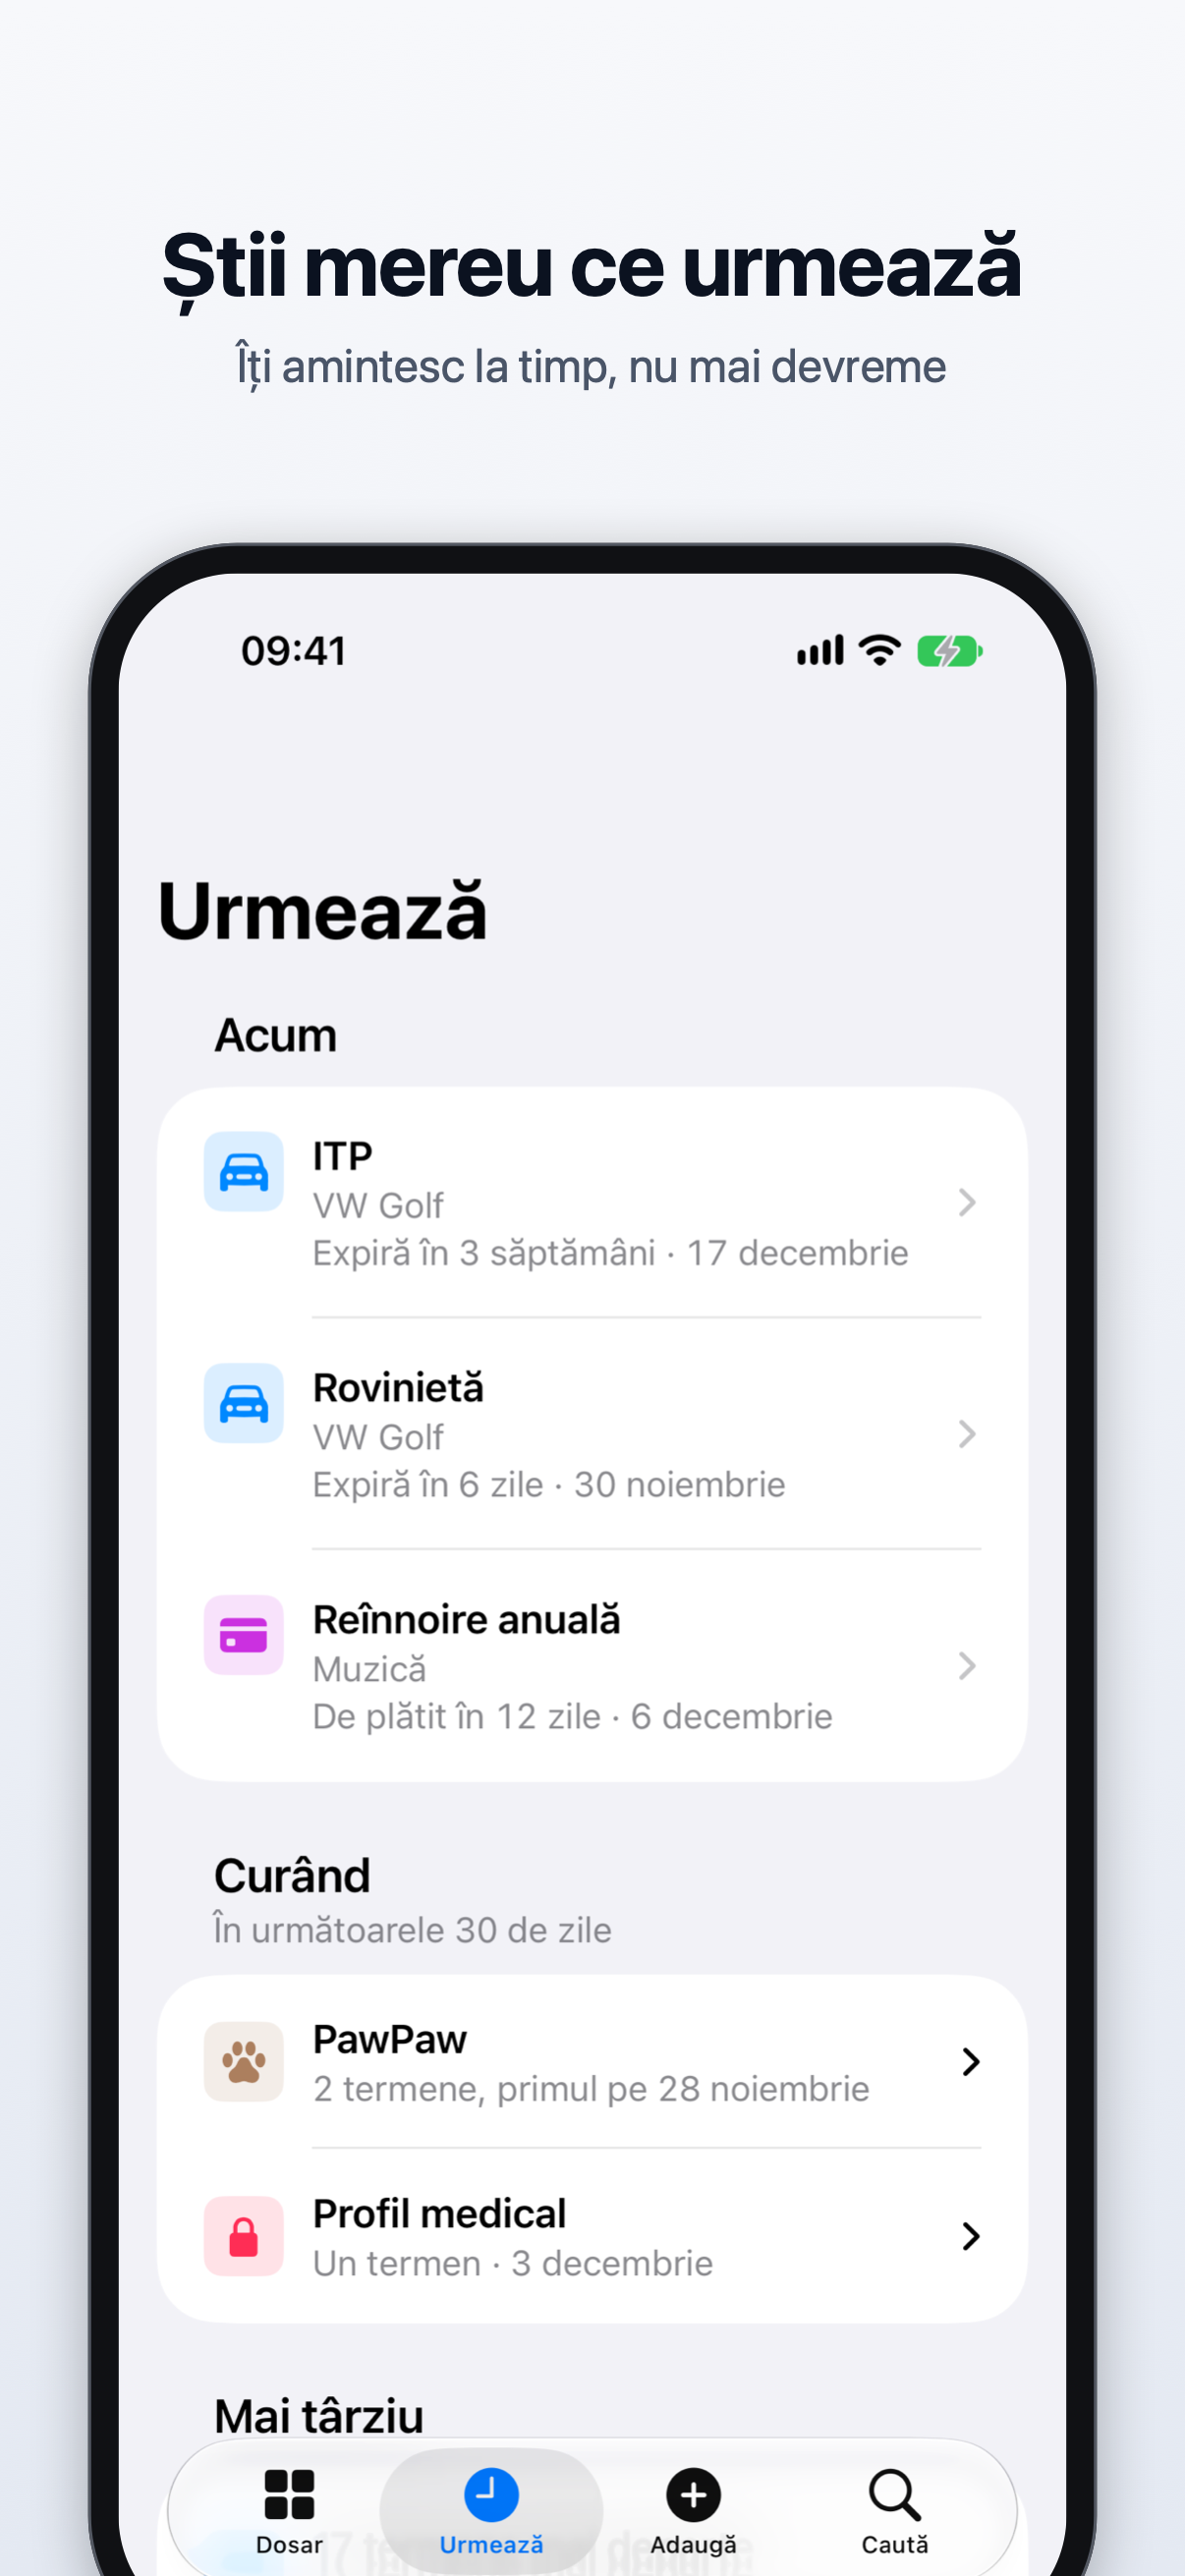 Știi mereu ce urmează
Îți amintesc la timp, nu mai devreme
09:41
Urmează
Acum
ITP
VW Golf
Expiră în 3 săptămâni · 17 decembrie
Rovinietă
VW Golf
Expiră în 6 zile · 30 noiembrie
Reînnoire anuală
Muzică
De plătit în 12 zile · 6 decembrie
Curând
În următoarele 30 de zile
PawPaw
2 termene, primul pe 28 noiembrie
Profil medical
Un termen · 3 decembrie
Mai târziu
Dosar Urmează Adaugă Caută